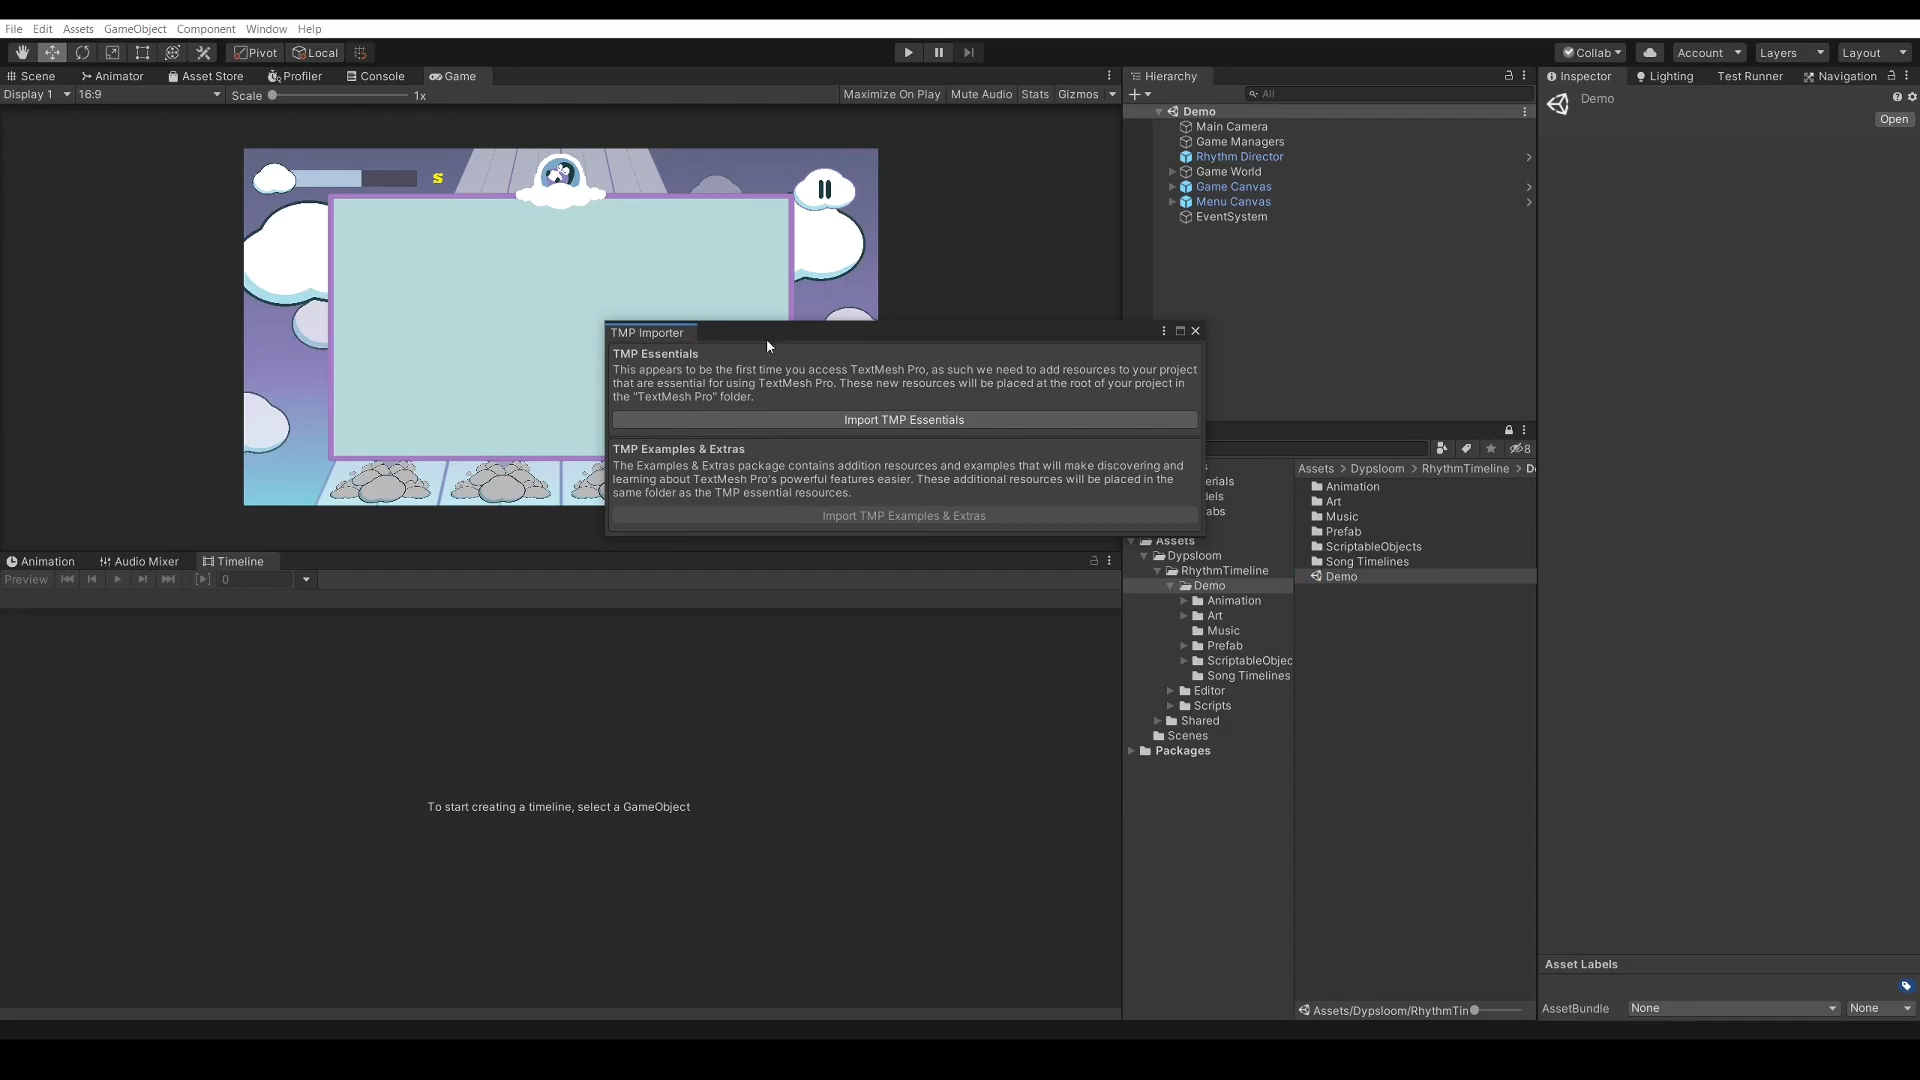 File Edit Assets GameObject Component Window Help
Pivot Local Collab Account Layers Layout
Scene Animator Asset Store Profiler Console Game
Display 1 16:9 Scale 1x Maximize On Play Mute Audio Stats Gizmos
S
TMP Importer
TMP Essentials
This appears to be the first time you access TextMesh Pro, as such we need to add resources to your project
that are essential for using TextMesh Pro. These new resources will be placed at the root of your project in
the "TextMesh Pro" folder.
Import TMP Essentials
TMP Examples & Extras
The Examples & Extras package contains addition resources and examples that will make discovering and
learning about TextMesh Pro's powerful features easier. These additional resources will be placed in the
same folder as the TMP essential resources.
Import TMP Examples & Extras
Animation Audio Mixer Timeline
Preview 0
To start creating a timeline, select a GameObject
Hierarchy
All
Demo
Main Camera
Game Managers
Rhythm Director
Game World
Game Canvas
Menu Canvas
EventSystem
8
erials
dels
abs
Assets
Dypsloom
RhythmTimeline
Demo
Animation
Art
Music
Prefab
ScriptableObjec
Song Timelines
Editor
Scripts
Shared
Scenes
Packages
Assets > Dypsloom > RhythmTimeline > D
Animation
Art
Music
Prefab
ScriptableObjects
Song Timelines
Demo
Assets/Dypsloom/RhythmTin
Inspector Lighting Test Runner Navigation
Demo
Open
Asset Labels
AssetBundle None None